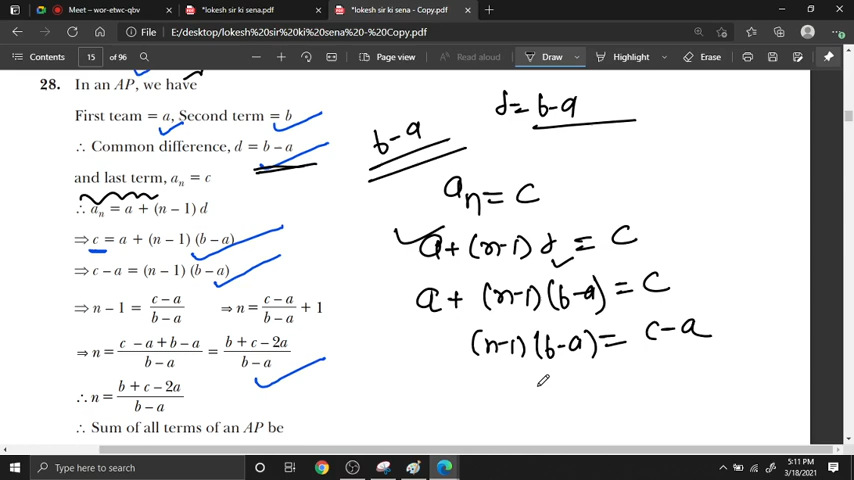 Meet – wor-etwc-qbv
*lokesh sir ki sena.pdf
*lokesh sir ki sena - Copy.pdf
File
E:/desktop/lokesh%20sir%20ki%20sena%20-%20Copy.pdf
Contents
15
of 96
Page view
Read aloud
Draw
Highlight
Erase
28. In an AP, we have
First team = a, Second term = b
∴ Common difference, d = b – a
and last term, aₙ = c
∴ aₙ = a + (n – 1) d
⇒ c = a + (n – 1) (b – a)
⇒ c – a = (n – 1) (b – a)
⇒ n – 1 = (c – a)/(b – a) ⇒ n = (c – a)/(b – a) + 1
⇒ n = (c – a + b – a)/(b – a) = (b + c – 2a)/(b – a)
∴ n = (b + c – 2a)/(b – a)
∴ Sum of all terms of an AP be
d = b-a
b-a
aₙ = c
a + (n-1) d = c
a + (n-1)(b-a) = c
(n-1)(b-a) = c-a
Type here to search
5:11 PM
3/18/2021